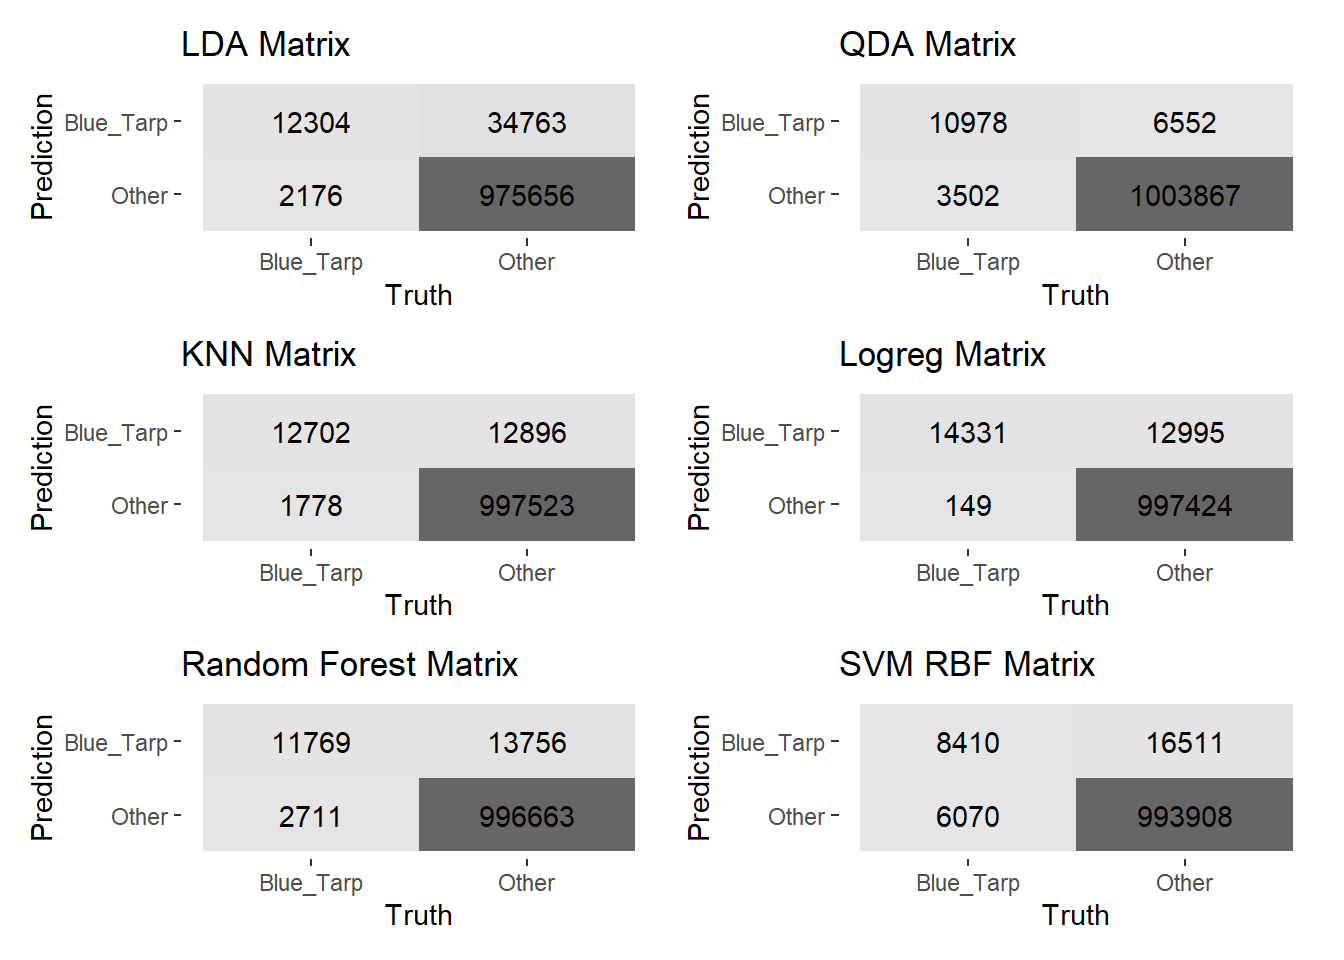 LDA Matrix
Prediction
Blue_Tarp 12304 34763
Other 2176 975656
Blue_Tarp Other
Truth
QDA Matrix
Prediction
Blue_Tarp 10978 6552
Other 3502 1003867
Blue_Tarp Other
Truth
KNN Matrix
Prediction
Blue_Tarp 12702 12896
Other 1778 997523
Blue_Tarp Other
Truth
Logreg Matrix
Prediction
Blue_Tarp 14331 12995
Other 149 997424
Blue_Tarp Other
Truth
Random Forest Matrix
Prediction
Blue_Tarp 11769 13756
Other 2711 996663
Blue_Tarp Other
Truth
SVM RBF Matrix
Prediction
Blue_Tarp 8410 16511
Other 6070 993908
Blue_Tarp Other
Truth